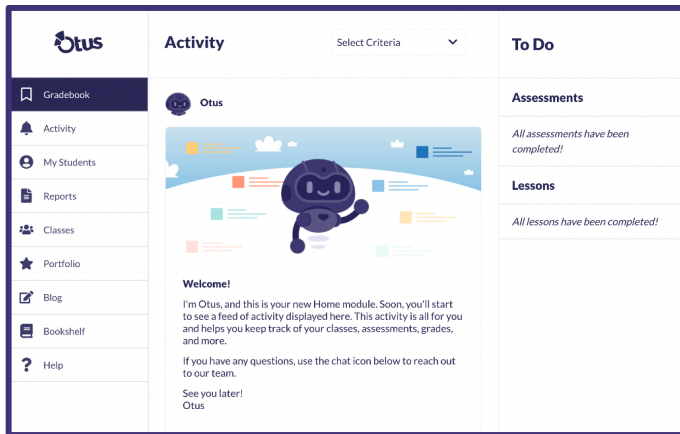 Otus
Gradebook
Activity
My Students
Reports
Classes
Portfolio
Blog
Bookshelf
Help
Activity
Select Criteria
Otus
Welcome!
I'm Otus, and this is your new Home module. Soon, you'll start
to see a feed of activity displayed here. This activity is all for you
and helps you keep track of your classes, assessments, grades,
and more.
If you have any questions, use the chat icon below to reach out
to our team.
See you later!
Otus
To Do
Assessments
All assessments have been
completed!
Lessons
All lessons have been completed!